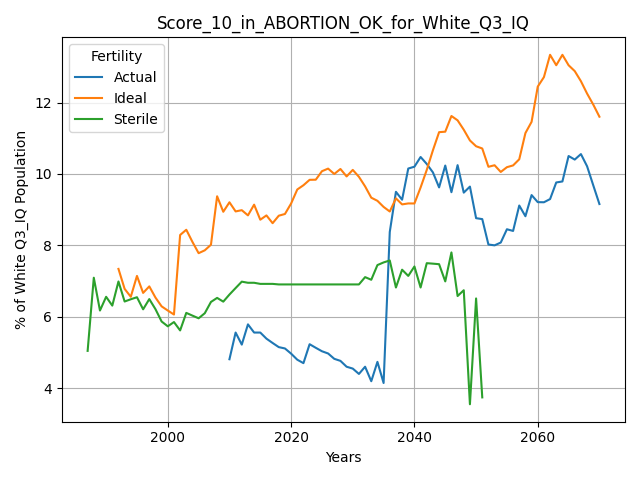 Score_10_in_ABORTION_OK_for_White_Q3_IQ
Fertility
Actual
Ideal
Sterile
% of White Q3_IQ Population
12
10
8
6
4
2000 2020 2040 2060
Years